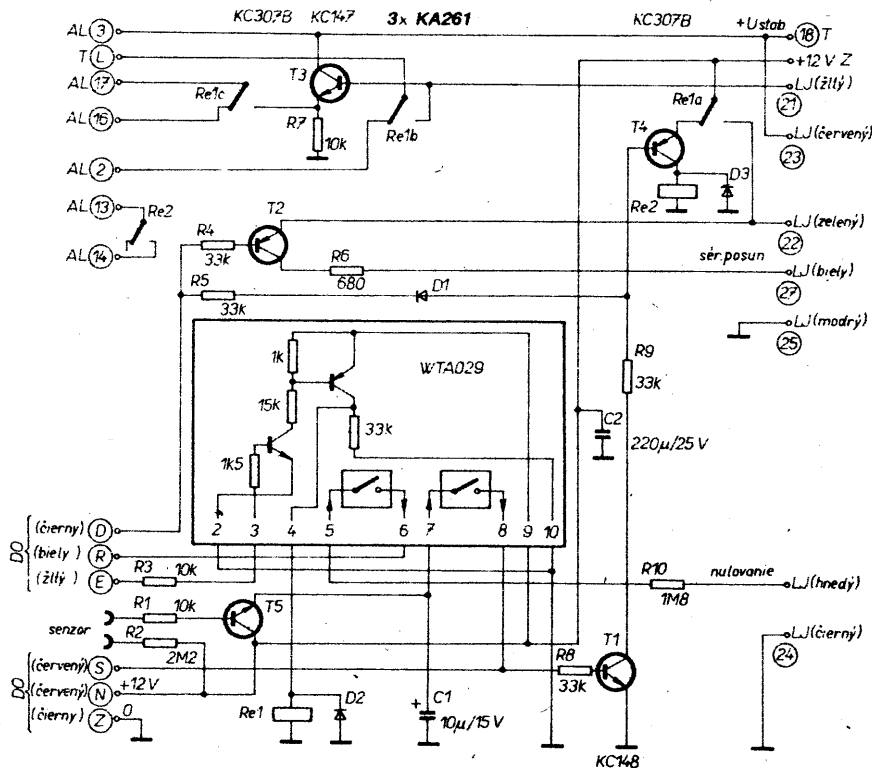 KC307B KC147 3x KA261 KC307B
+Ustab
AL 3 18 T
T L +12 V Z
AL 17 T3 LJ (žltý)
Re1c Re1a 21
AL 16 R7 T4
10k Re1b LJ (červený)
23
AL 2 D3
Re2
AL 13 Re2
T2 LJ (zelený)
R4 22
AL 14 33k R6 sér.posun LJ (biely)
R5 680 D1 27
33k
LJ (modrý)
25
1k WTA029 R9
33k
15k
33k C2
220µ/25 V
1k5
2 3 4 5 6 7 8 9 10
DO (čierny) D
(biely) R
(žltý) E R3 10k R10 nulovanie LJ (hnedý)
1M8
R1 10k T5
senzor R2 T1 LJ (čierny)
2M2 24
DO (červený) S R8
33k
(červený) N +12 V D2 C1
(čierny) Z 0 Re1 + 10µ/15 V
KC148